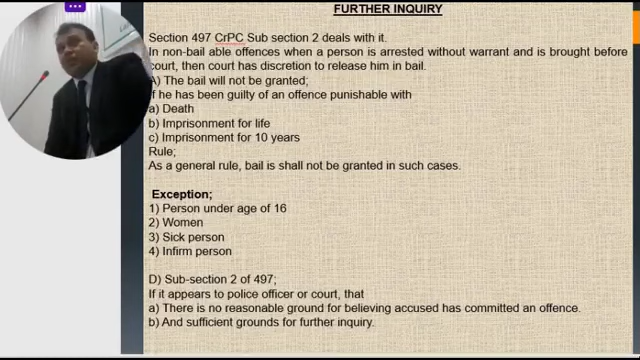 FURTHER INQUIRY
Section 497 CrPC Sub section 2 deals with it.
In non-bail able offences when a person is arrested without warrant and is brought before
court, then court has discretion to release him in bail.
A) The bail will not be granted;
If he has been guilty of an offence punishable with
a) Death
b) Imprisonment for life
c) Imprisonment for 10 years
Rule;
As a general rule, bail is shall not be granted in such cases.
Exception;
1) Person under age of 16
2) Women
3) Sick person
4) Infirm person
D) Sub-section 2 of 497;
If it appears to police officer or court, that
a) There is no reasonable ground for believing accused has committed an offence.
b) And sufficient grounds for further inquiry.